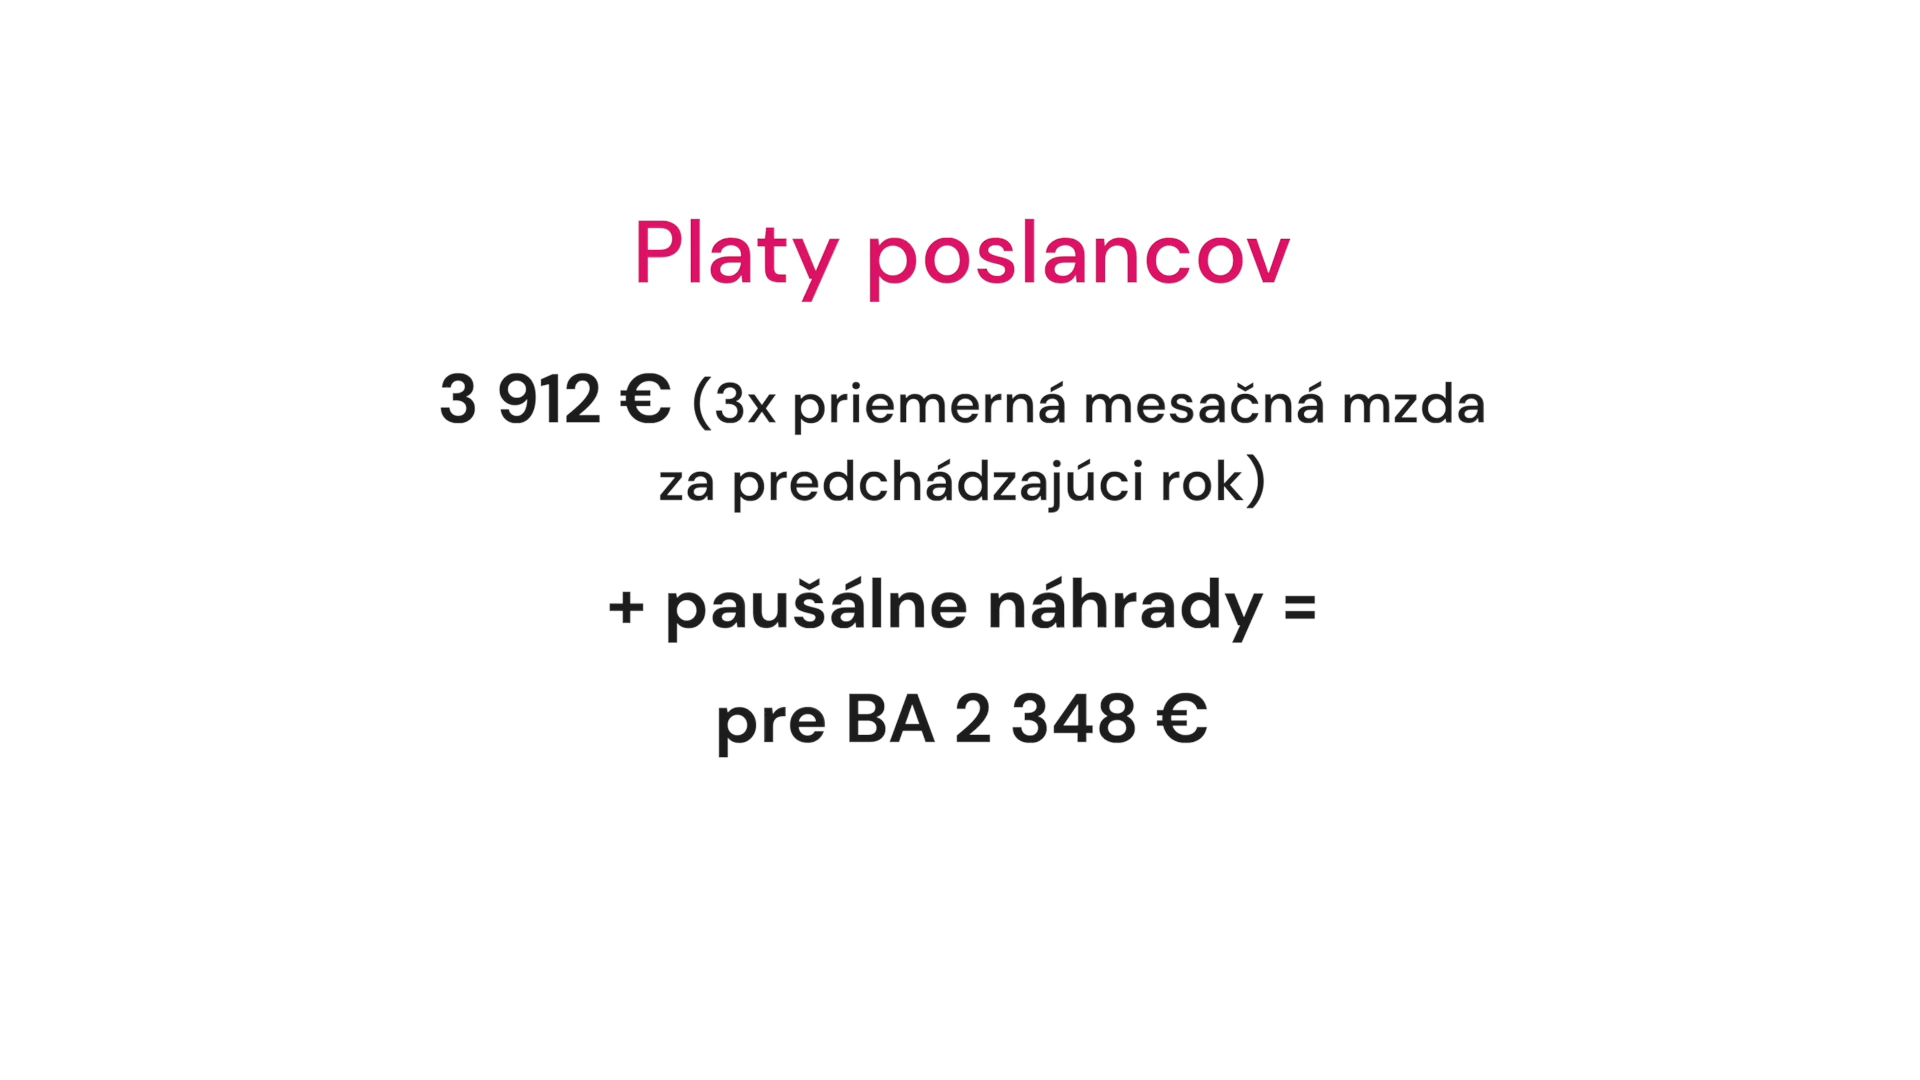 Platy poslancov
3 912 € (3x priemerná mesačná mzda
za predchádzajúci rok)
+ paušálne náhrady =
pre BA 2 348 €